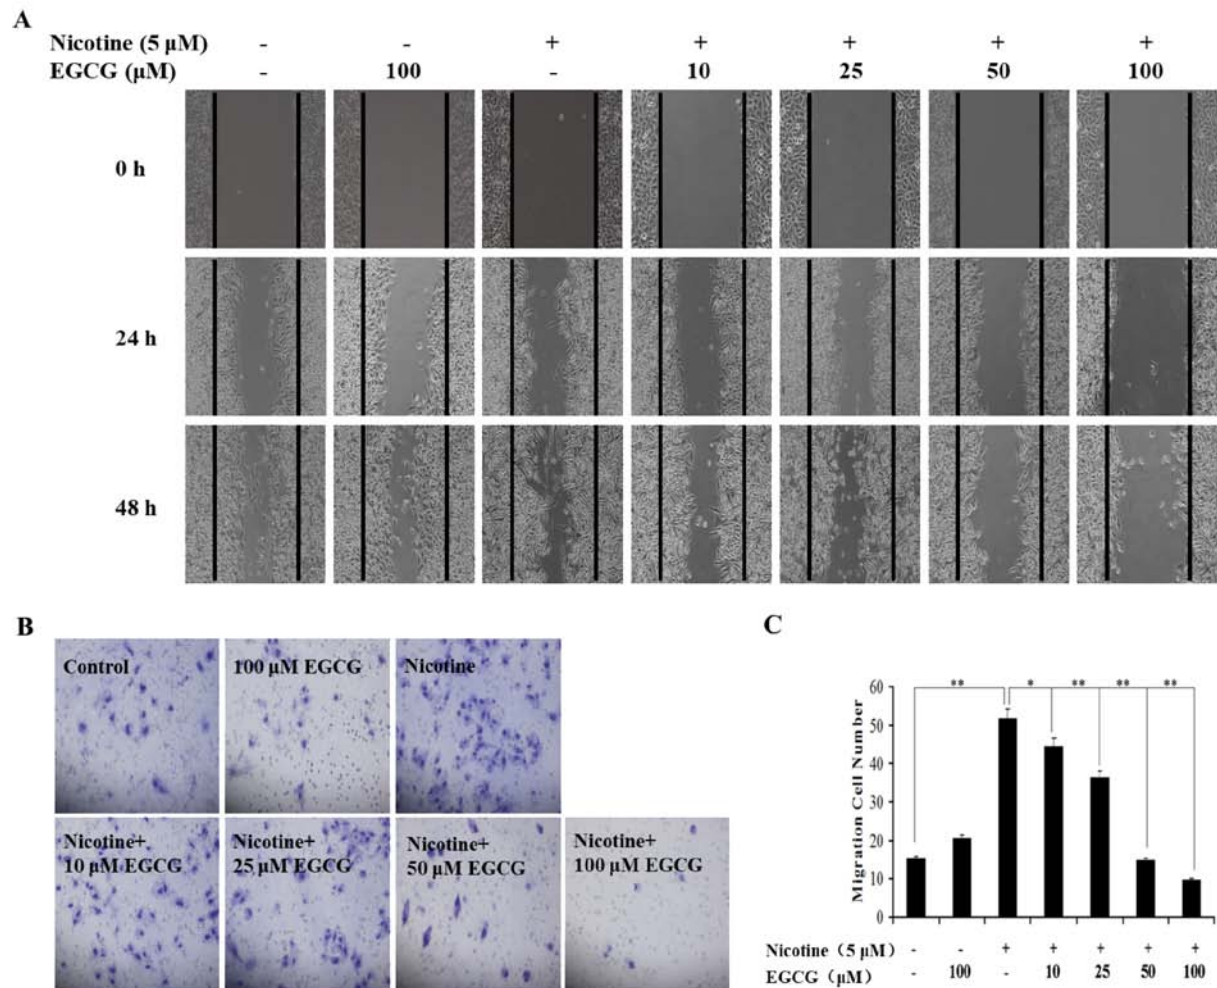 A
Nicotine (5 μM) - - + + + + +
EGCG (μM) - 100 - 10 25 50 100
0 h
24 h
48 h
B
Control
100 μM EGCG
Nicotine
Nicotine+
10 μM EGCG
Nicotine+
25 μM EGCG
Nicotine+
50 μM EGCG
Nicotine+
100 μM EGCG
C
Migration Cell Number
60
50
40
30
20
10
0
** * ** ** **
Nicotine（5 μM） - - + + + + +
EGCG（μM） - 100 - 10 25 50 100